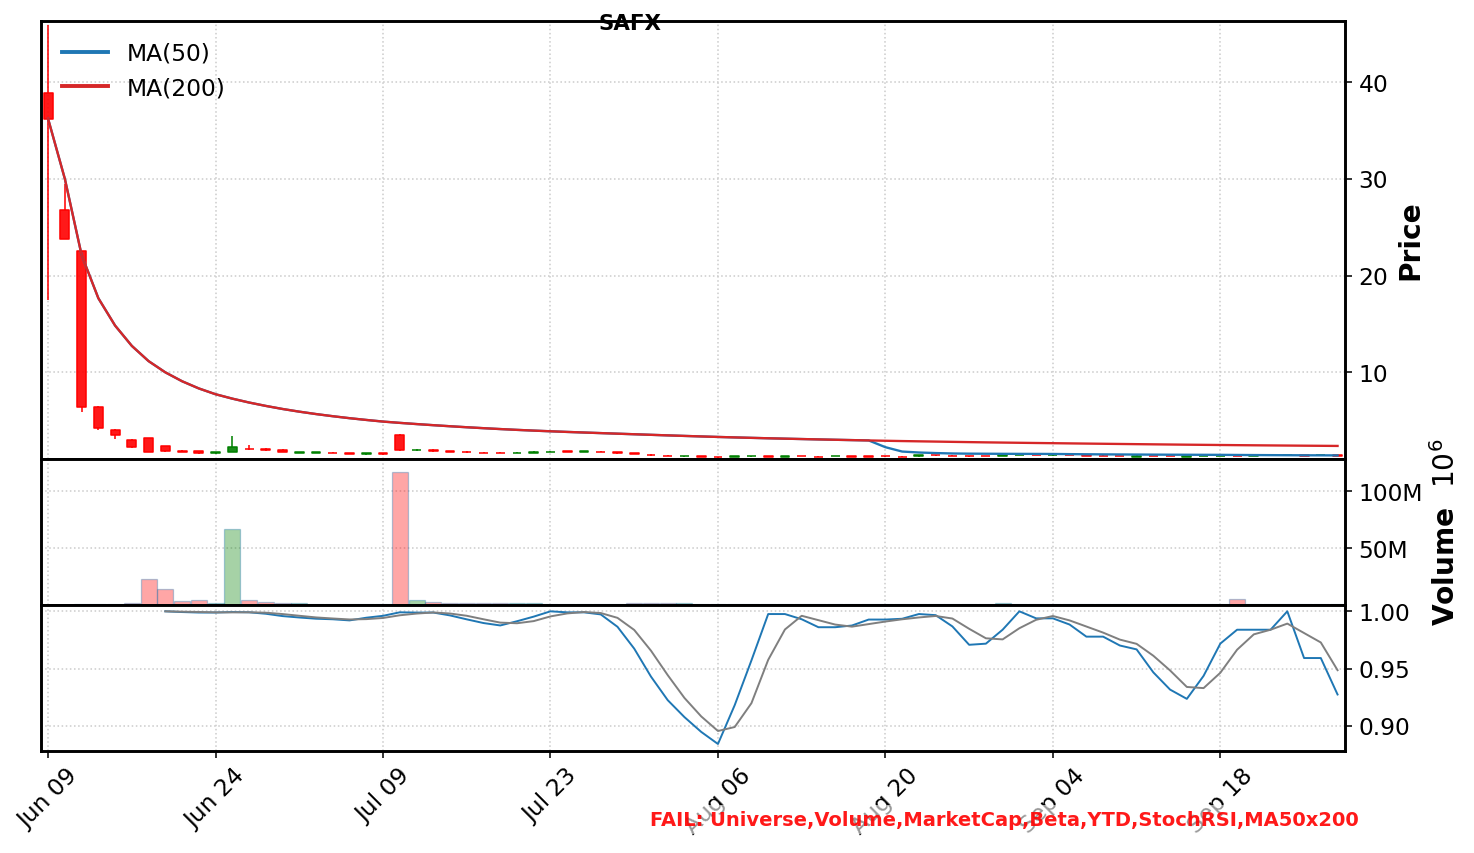 SAFX
MA(50)
MA(200)
40
30
20
10
Price
100M
50M
Volume 10^6
1.00
0.95
0.90
Jun 09
Jun 24
Jul 09
Jul 23
Aug 06
Aug 20
Sep 04
Sep 18
FAIL: Universe,Volume,MarketCap,Beta,YTD,StochRSI,MA50x200